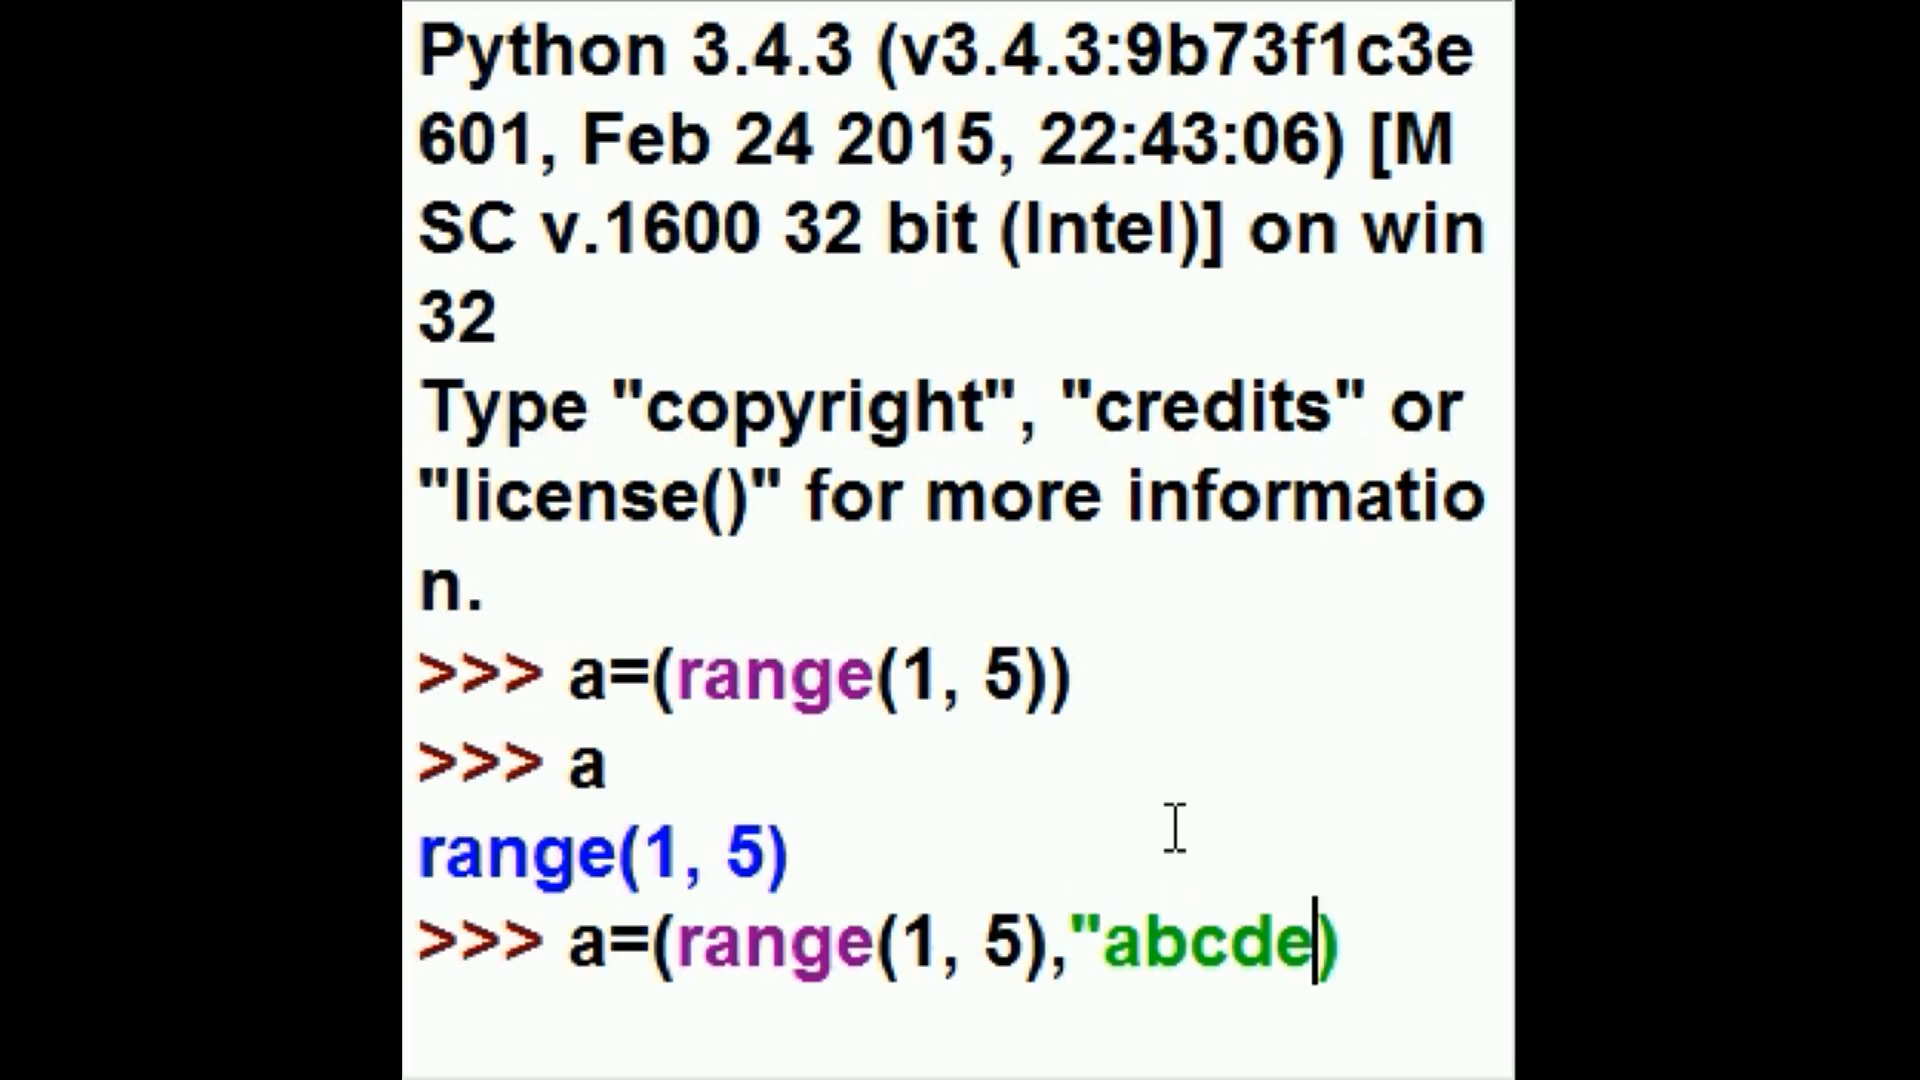 Python 3.4.3 (v3.4.3:9b73f1c3e
601, Feb 24 2015, 22:43:06) [M
SC v.1600 32 bit (Intel)] on win
32
Type "copyright", "credits" or
"license()" for more informatio
n.
>>> a=(range(1, 5))
>>> a
range(1, 5)
>>> a=(range(1, 5),"abcde)